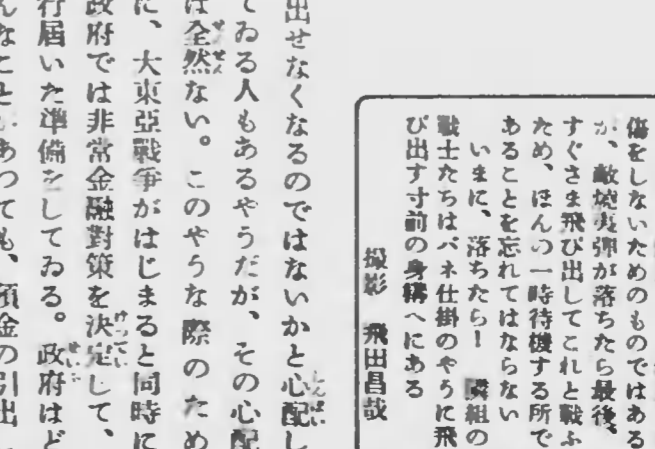 傷をしないためのものではある
が、敵焼夷弾が落ちたら最後、
すぐさま飛び出してこれと戰ふ
ため、ほんの一時待機する所で
あることを忘れてはならない
いまに、落ちたら！ 隣組の
戰士たちはバネ仕掛のやうに飛
び出す寸前の身構へにある
撮影 飛田昌哉
出せなくなるのではないかと心配し
てゐる人もあるやうだが、その心配
は全然ない。このやうな際のため
に、大東亞戰爭がはじまると同時に
政府では非常金融對策を決定して、
行届いた準備をしてゐる。政府はど
んなことがあつても、預金の引出し